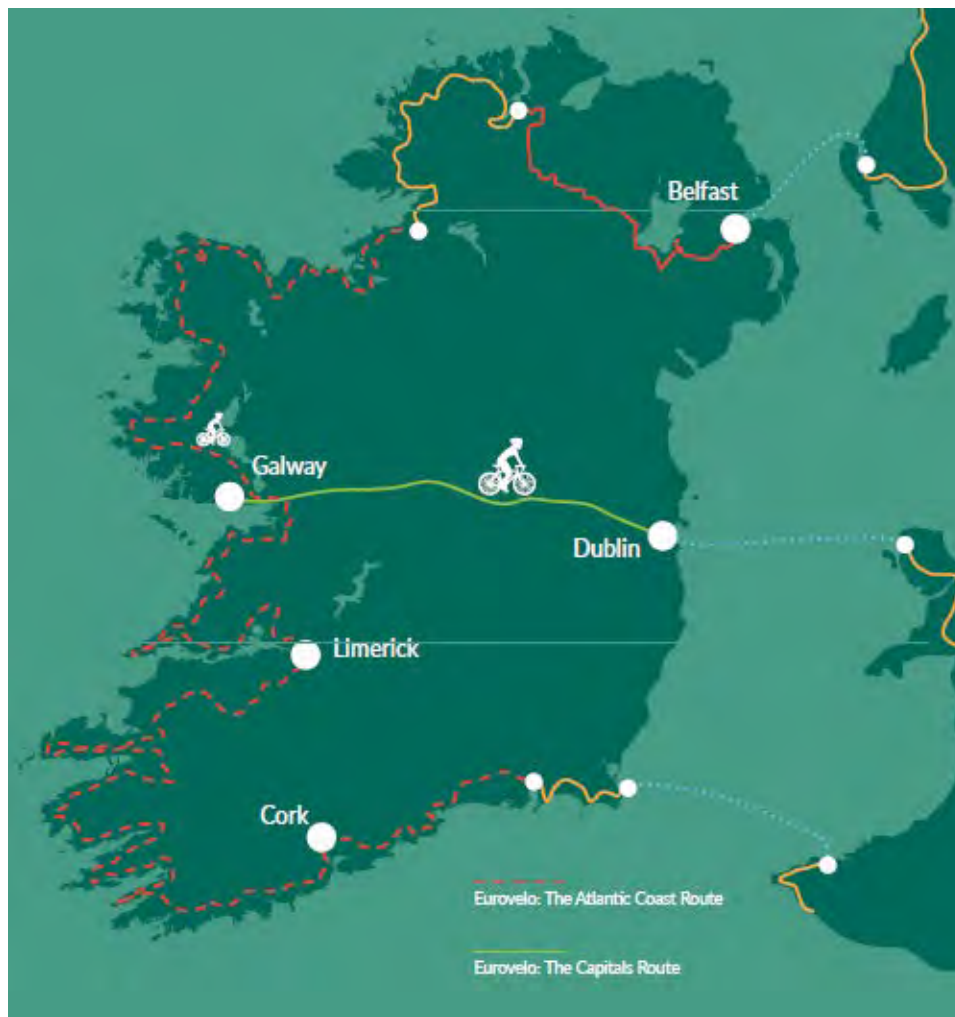 Belfast
Galway
Dublin
Limerick
Cork
Eurovelo: The Atlantic Coast Route
Eurovelo: The Capitals Route